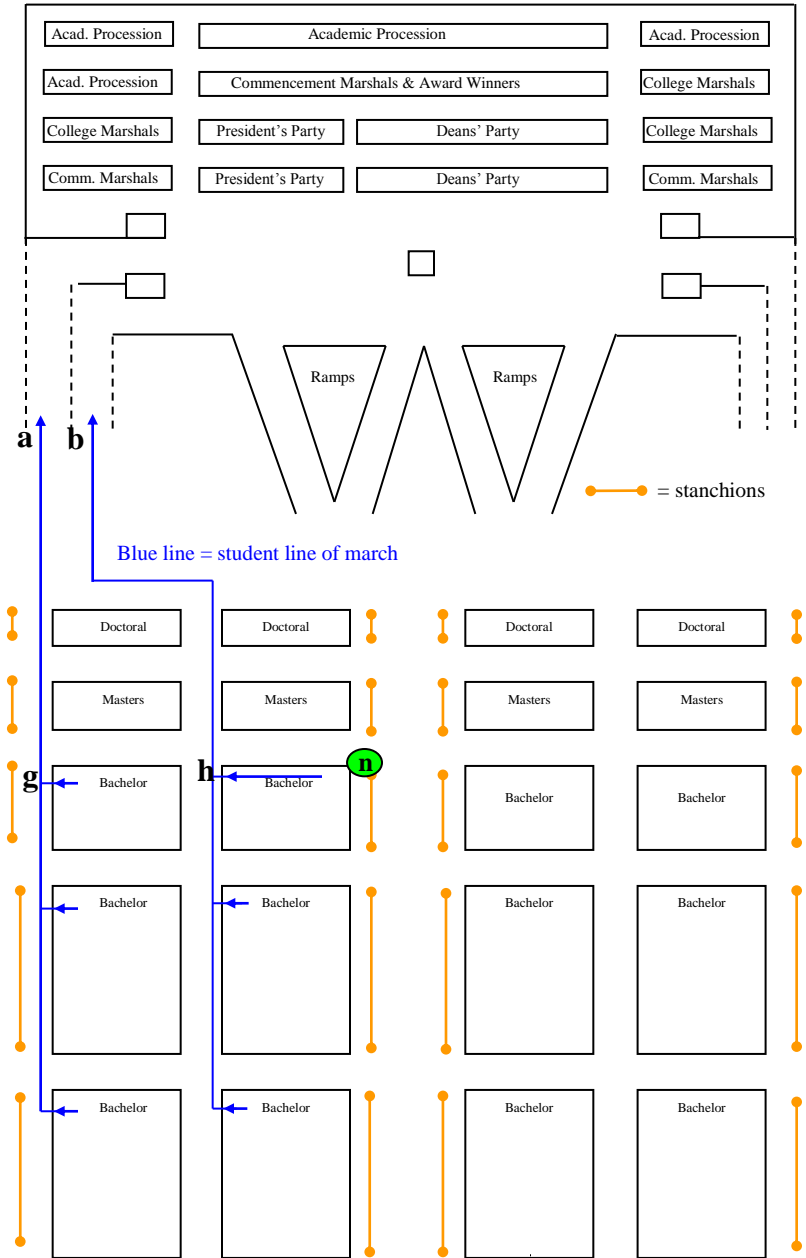 Acad. Procession Academic Procession Acad. Procession
Acad. Procession Commencement Marshals & Award Winners College Marshals
College Marshals President's Party Deans' Party College Marshals
Comm. Marshals President's Party Deans' Party Comm. Marshals
Ramps Ramps
a b
= stanchions
Blue line = student line of march
Doctoral Doctoral Doctoral Doctoral
Masters Masters Masters Masters
n
g Bachelor h Bachelor Bachelor Bachelor
Bachelor Bachelor Bachelor Bachelor
Bachelor Bachelor Bachelor Bachelor